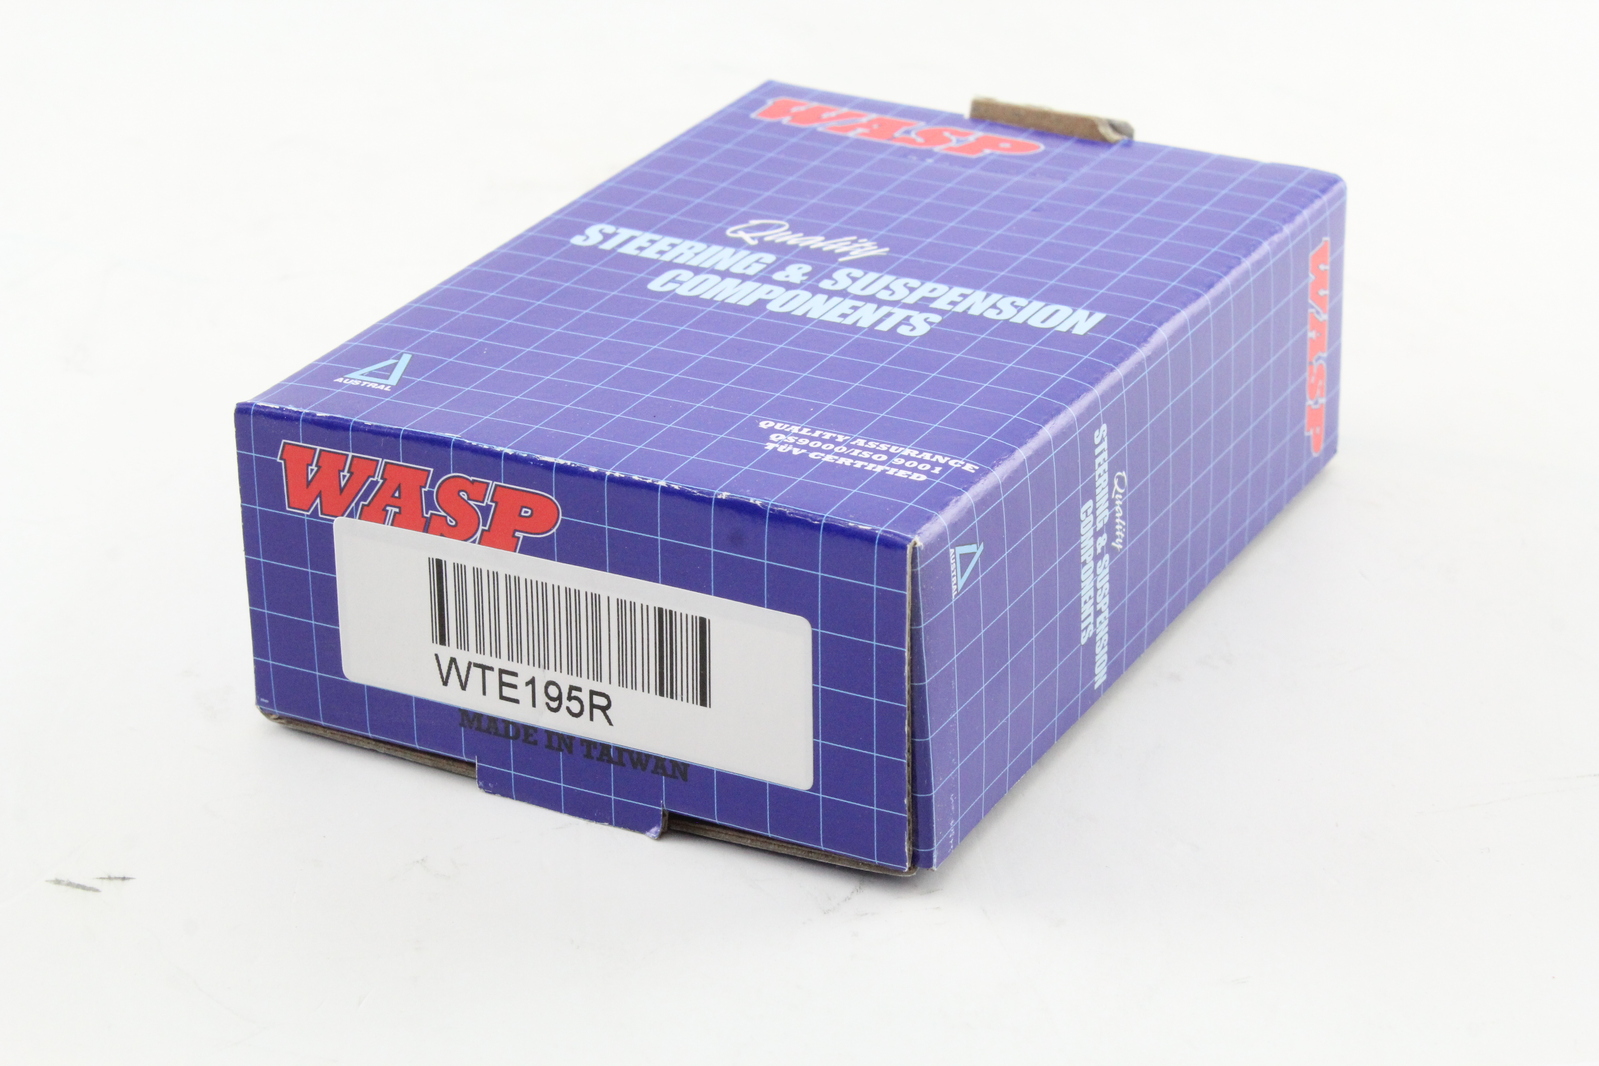 WASP
Quality
STEERING & SUSPENSION
COMPONENTS
AUSTRAL
QUALITY ASSURANCE
QS9000/ISO 9001
TÜV CERTIFIED
WASP
WTE195R
MADE IN TAIWAN
WASP
Quality
STEERING & SUSPENSION
COMPONENTS
AUSTRAL